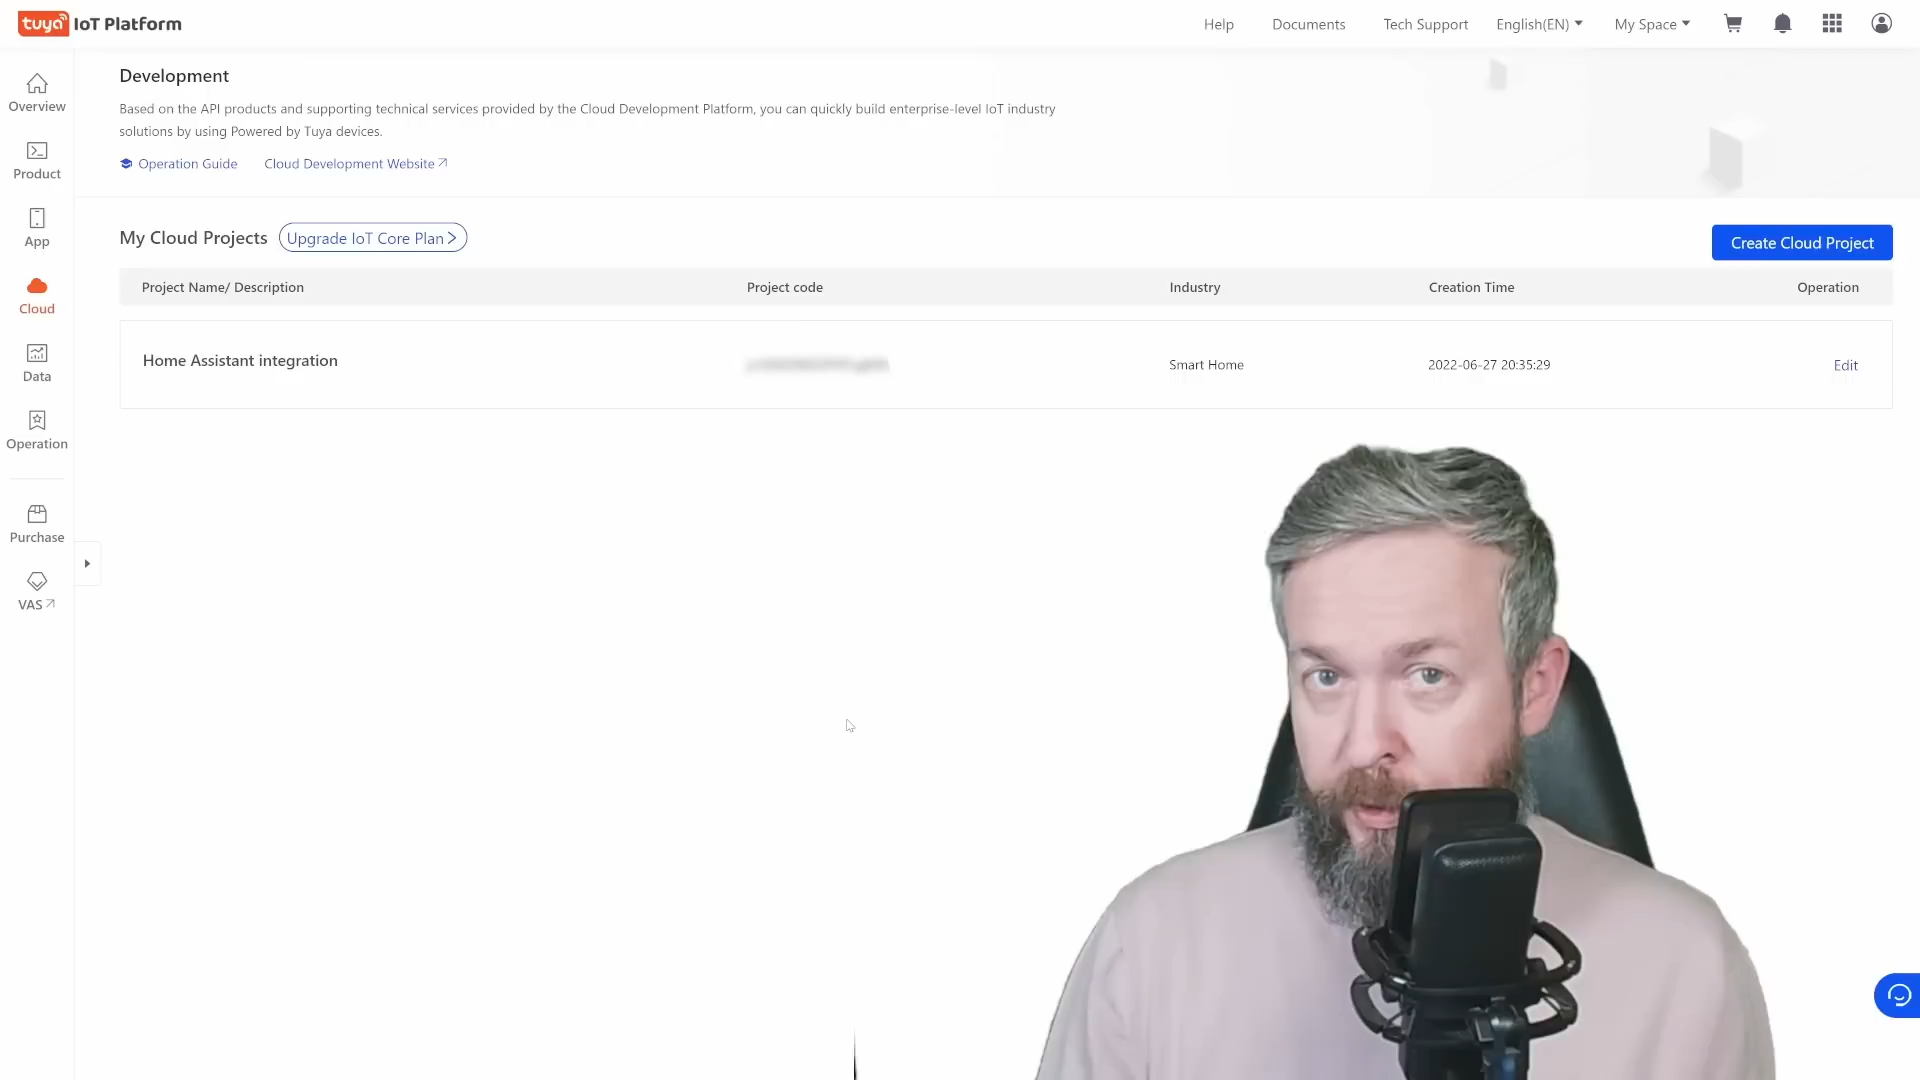 tuya IoT Platform
Help Documents Tech Support English(EN) My Space
Overview
Product
App
Cloud
Data
Operation
Purchase
VAS
Development
Based on the API products and supporting technical services provided by the Cloud Development Platform, you can quickly build enterprise-level IoT industry
solutions by using Powered by Tuya devices.
Operation Guide Cloud Development Website
My Cloud Projects Upgrade IoT Core Plan
Create Cloud Project
Project Name/ Description Project code Industry Creation Time Operation
Home Assistant integration Smart Home 2022-06-27 20:35:29 Edit